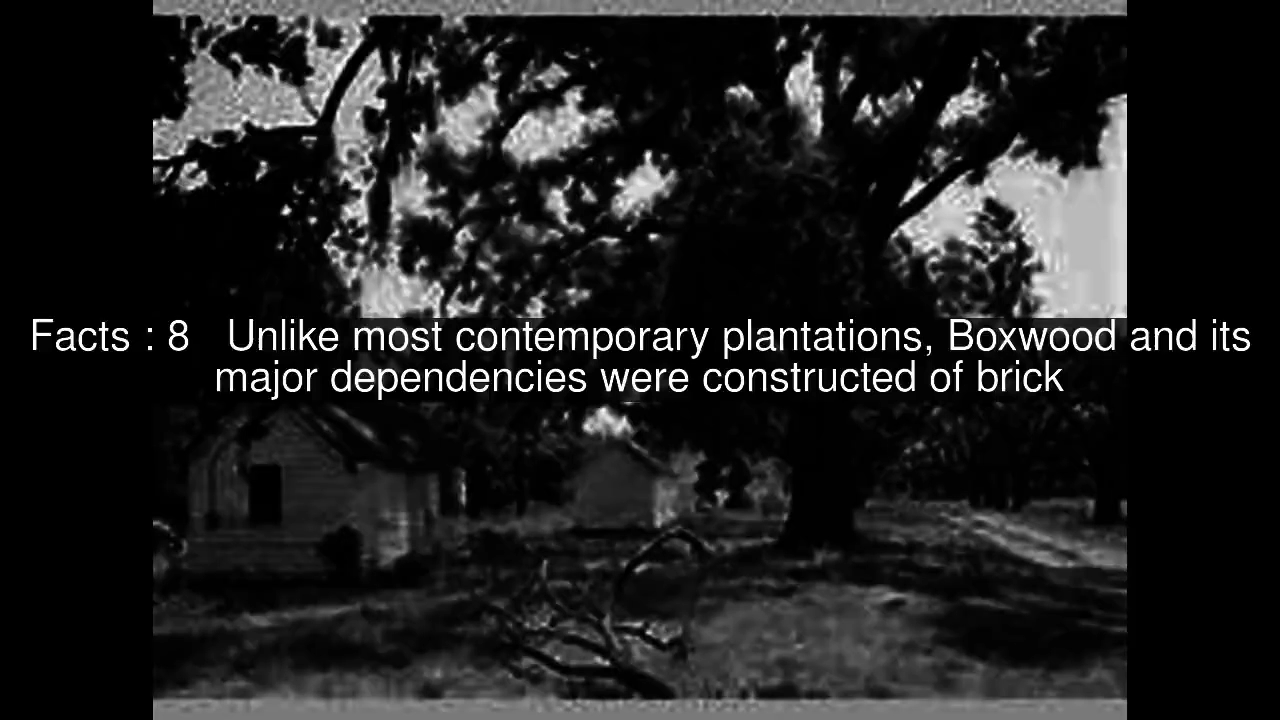 Facts : 8 Unlike most contemporary plantations, Boxwood and its
major dependencies were constructed of brick